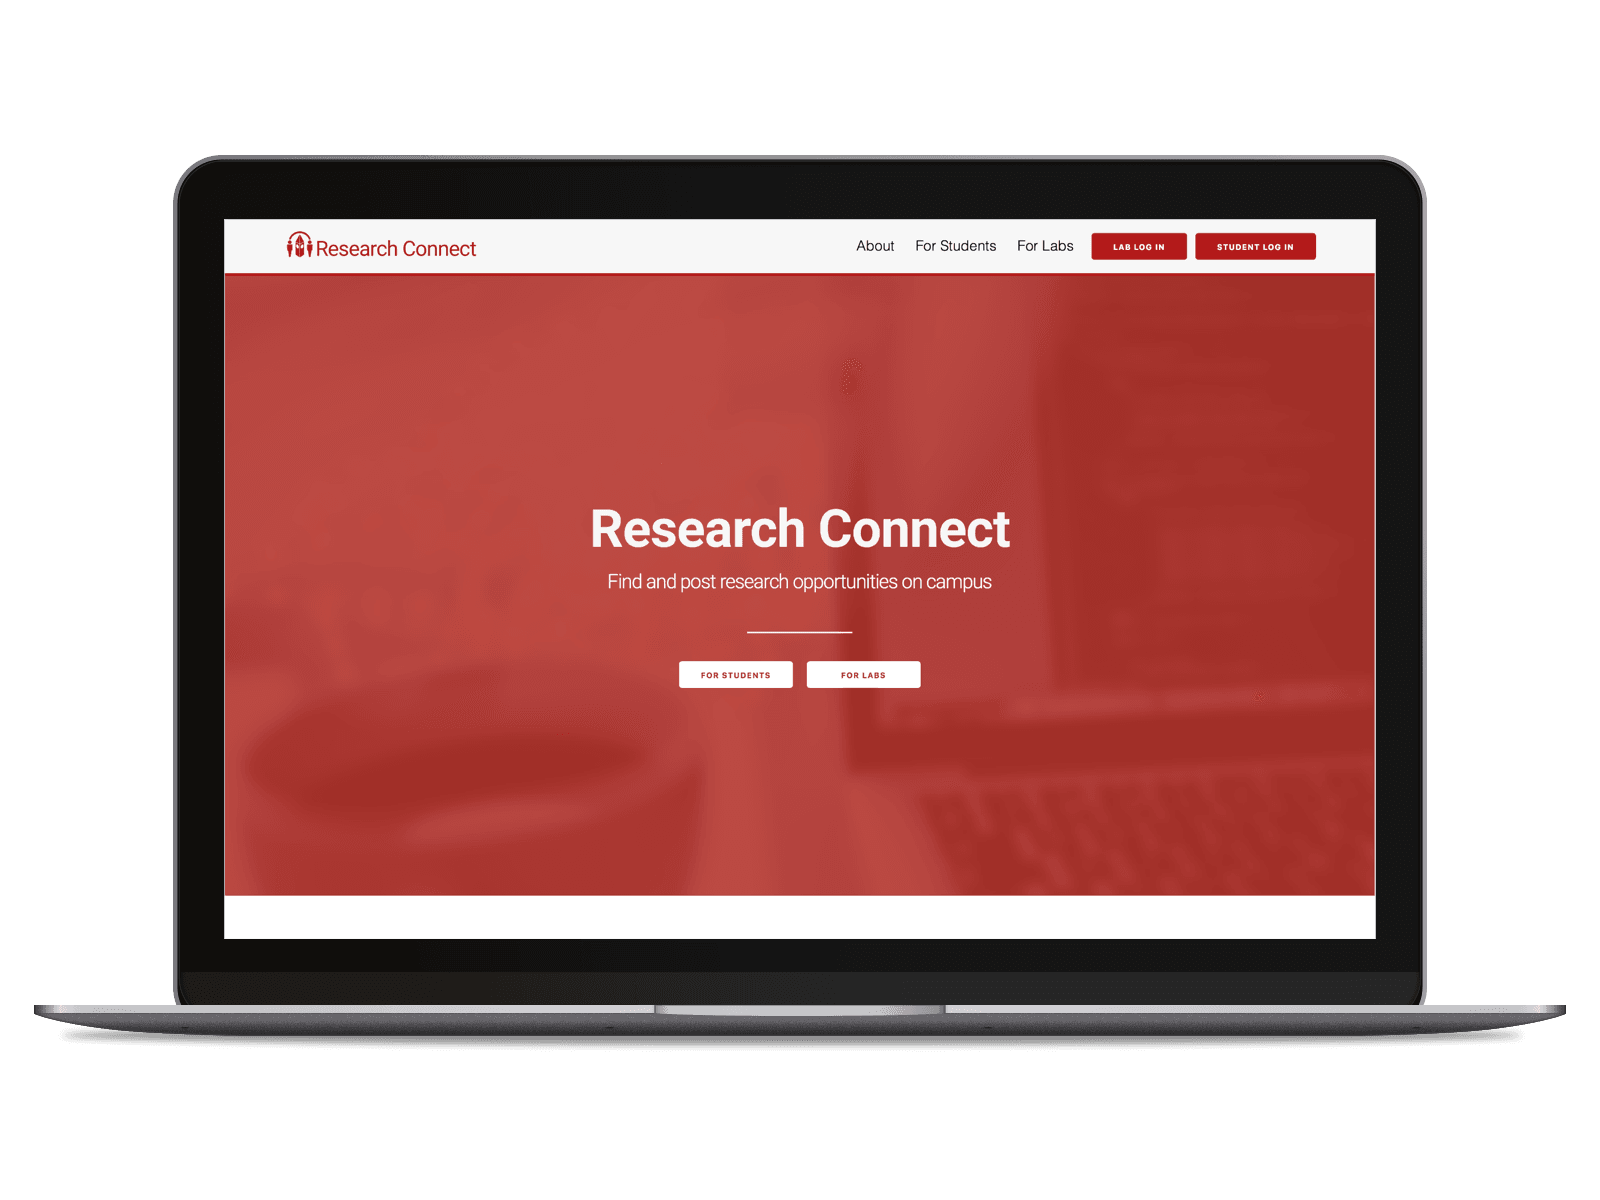 Research Connect
About
For Students
For Labs
LAB LOG IN
STUDENT LOG IN
Research Connect
Find and post research opportunities on campus
FOR STUDENTS
FOR LABS